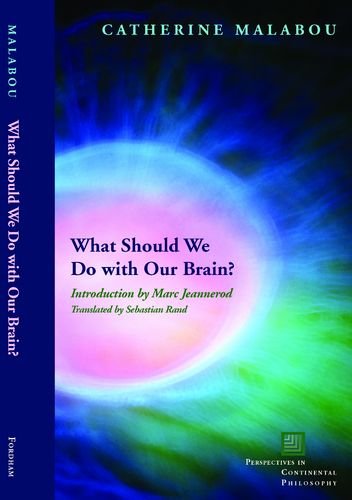 MALABOU
What Should We Do with Our Brain?
FORDHAM
CATHERINE MALABOU
What Should We
Do with Our Brain?
Introduction by Marc Jeannerod
Translated by Sebastian Rand
PERSPECTIVES IN
CONTINENTAL
PHILOSOPHY